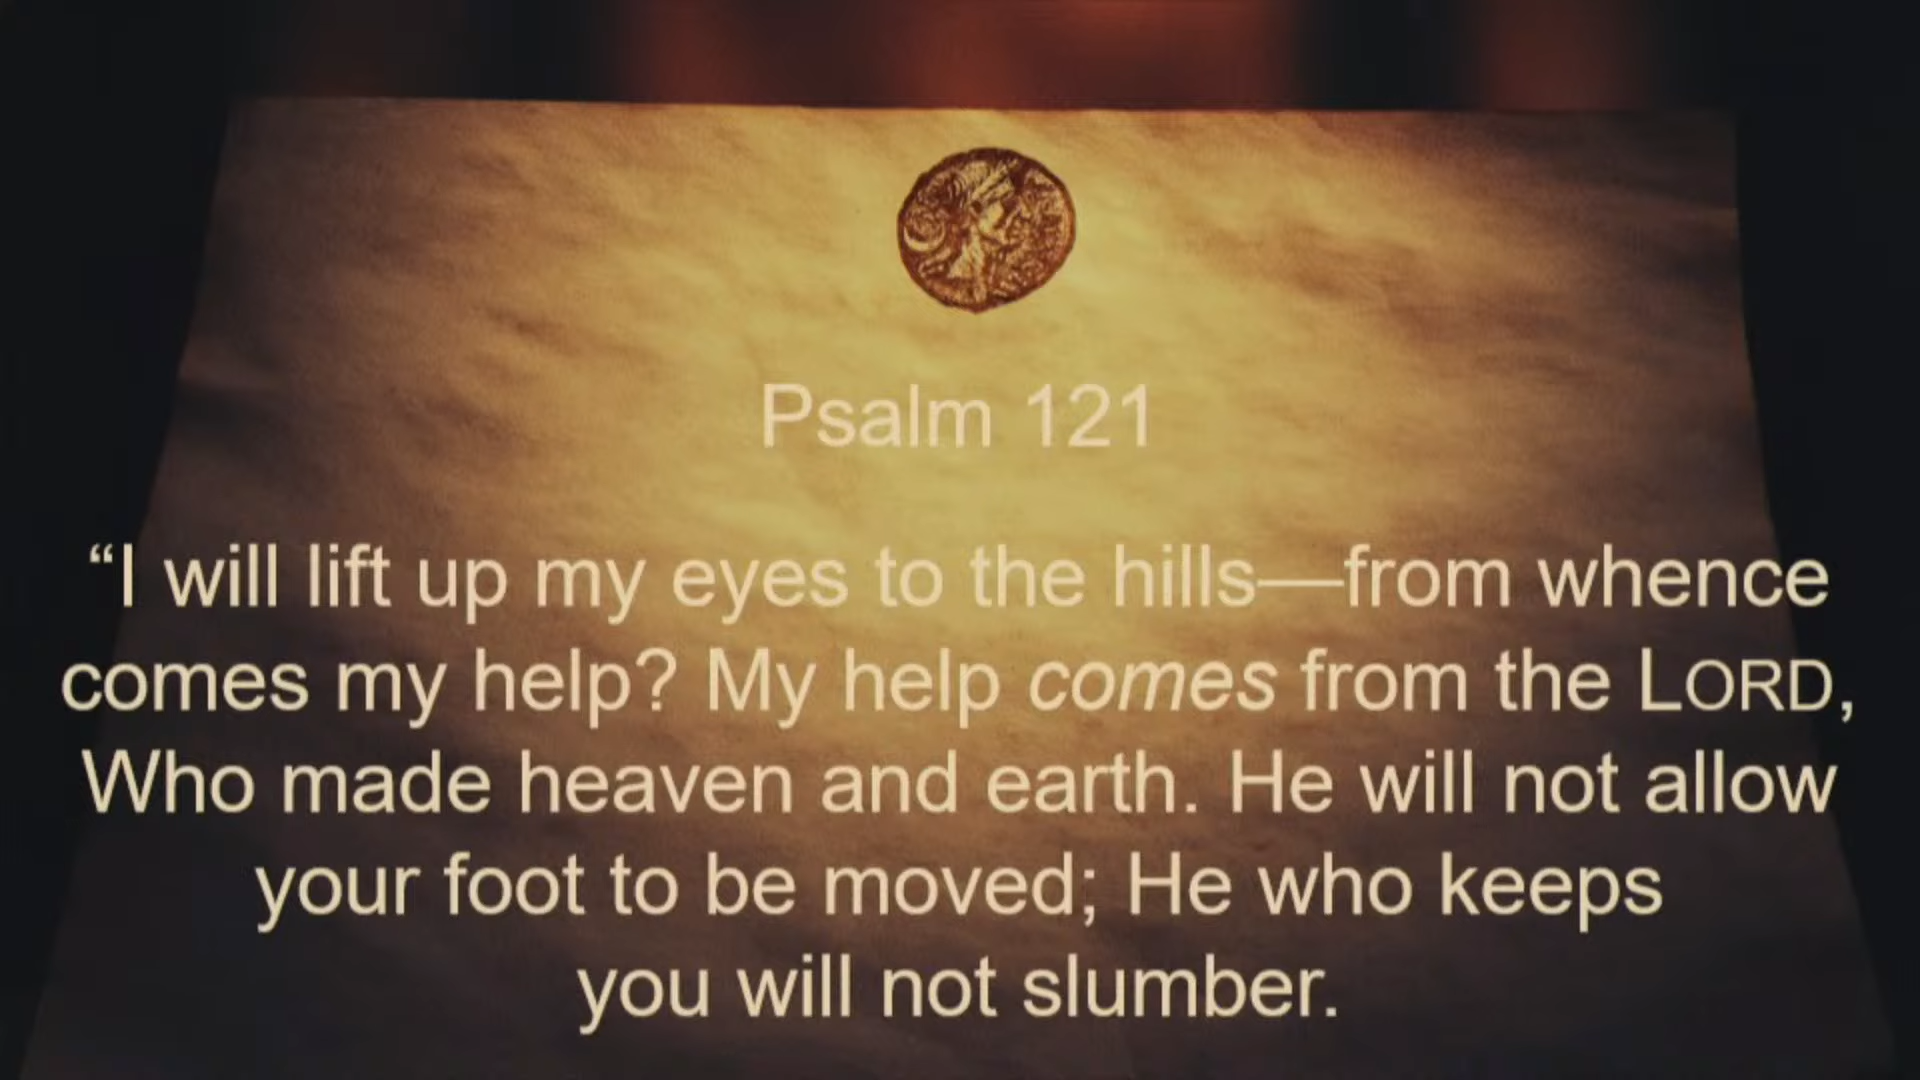 Psalm 121
“I will lift up my eyes to the hills—from whence
comes my help? My help comes from the LORD,
Who made heaven and earth. He will not allow
your foot to be moved; He who keeps
you will not slumber.